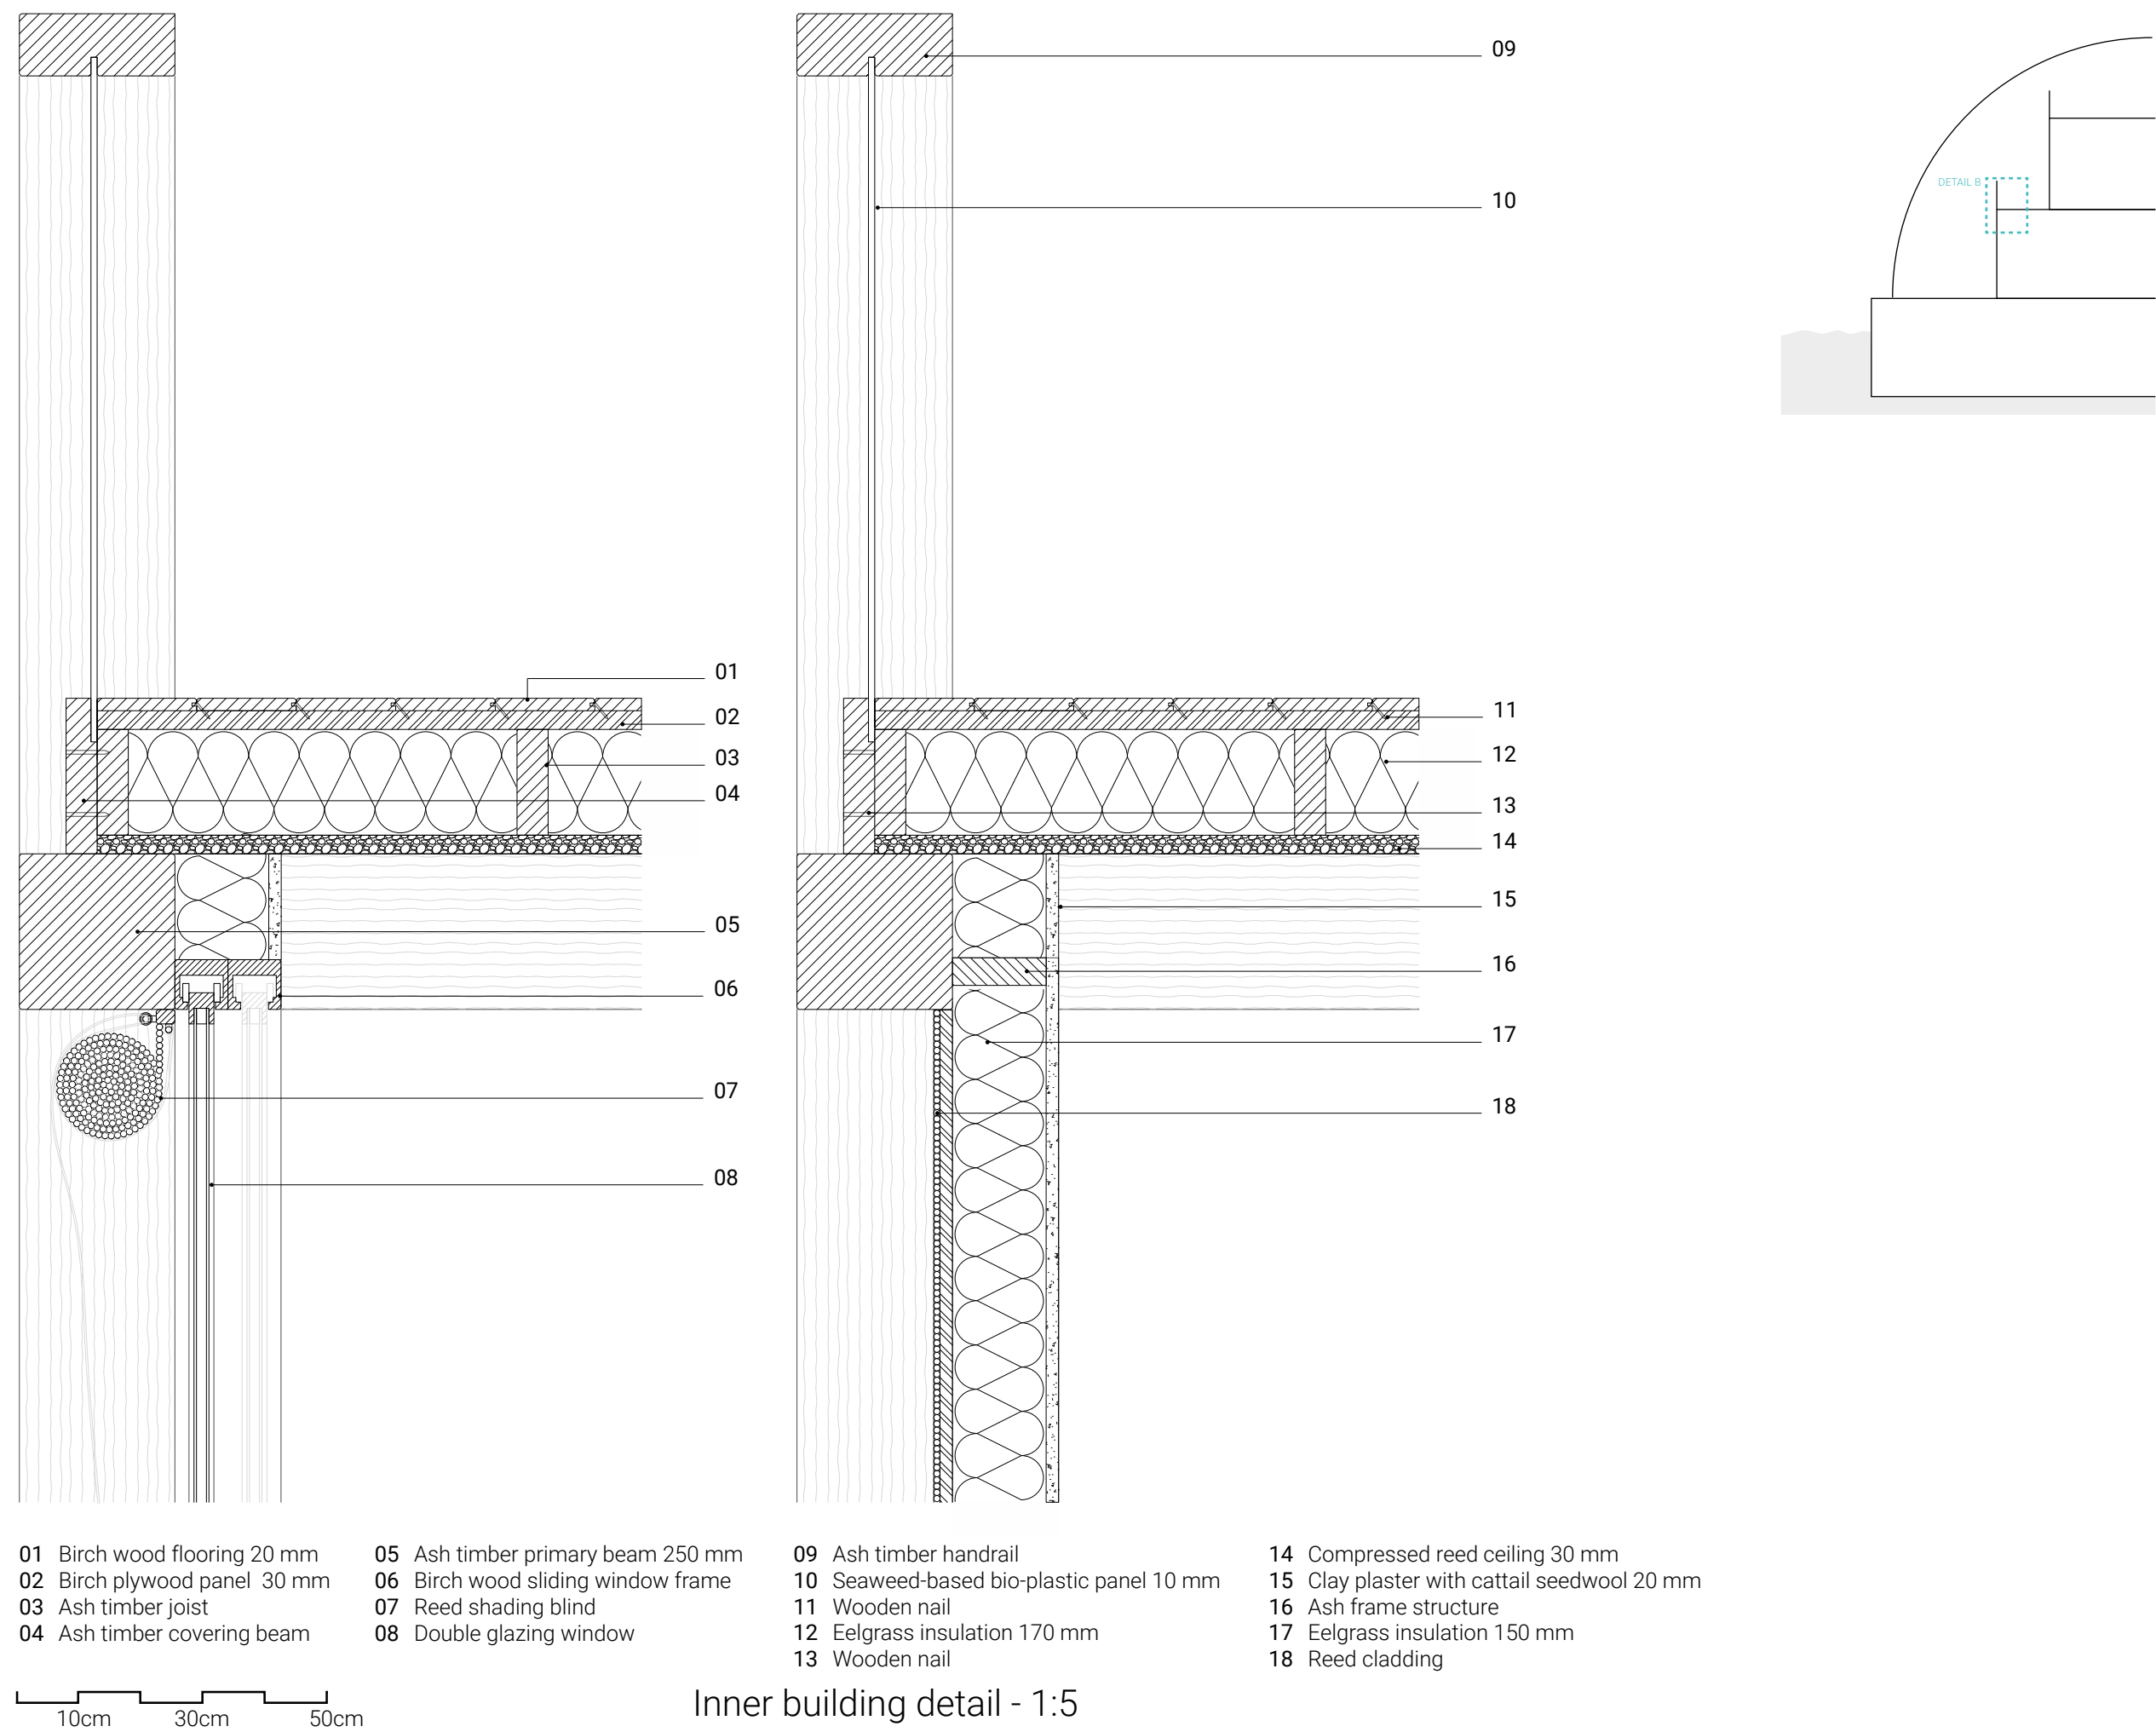 09
DETAIL B
10
01
02
03
04
11
12
13
14
05
15
06
16
17
07
18
08
01 Birch wood flooring 20 mm
02 Birch plywood panel 30 mm
03 Ash timber joist
04 Ash timber covering beam
05 Ash timber primary beam 250 mm
06 Birch wood sliding window frame
07 Reed shading blind
08 Double glazing window
09 Ash timber handrail
10 Seaweed-based bio-plastic panel 10 mm
11 Wooden nail
12 Eelgrass insulation 170 mm
13 Wooden nail
14 Compressed reed ceiling 30 mm
15 Clay plaster with cattail seedwool 20 mm
16 Ash frame structure
17 Eelgrass insulation 150 mm
18 Reed cladding
10cm 30cm 50cm
Inner building detail - 1:5